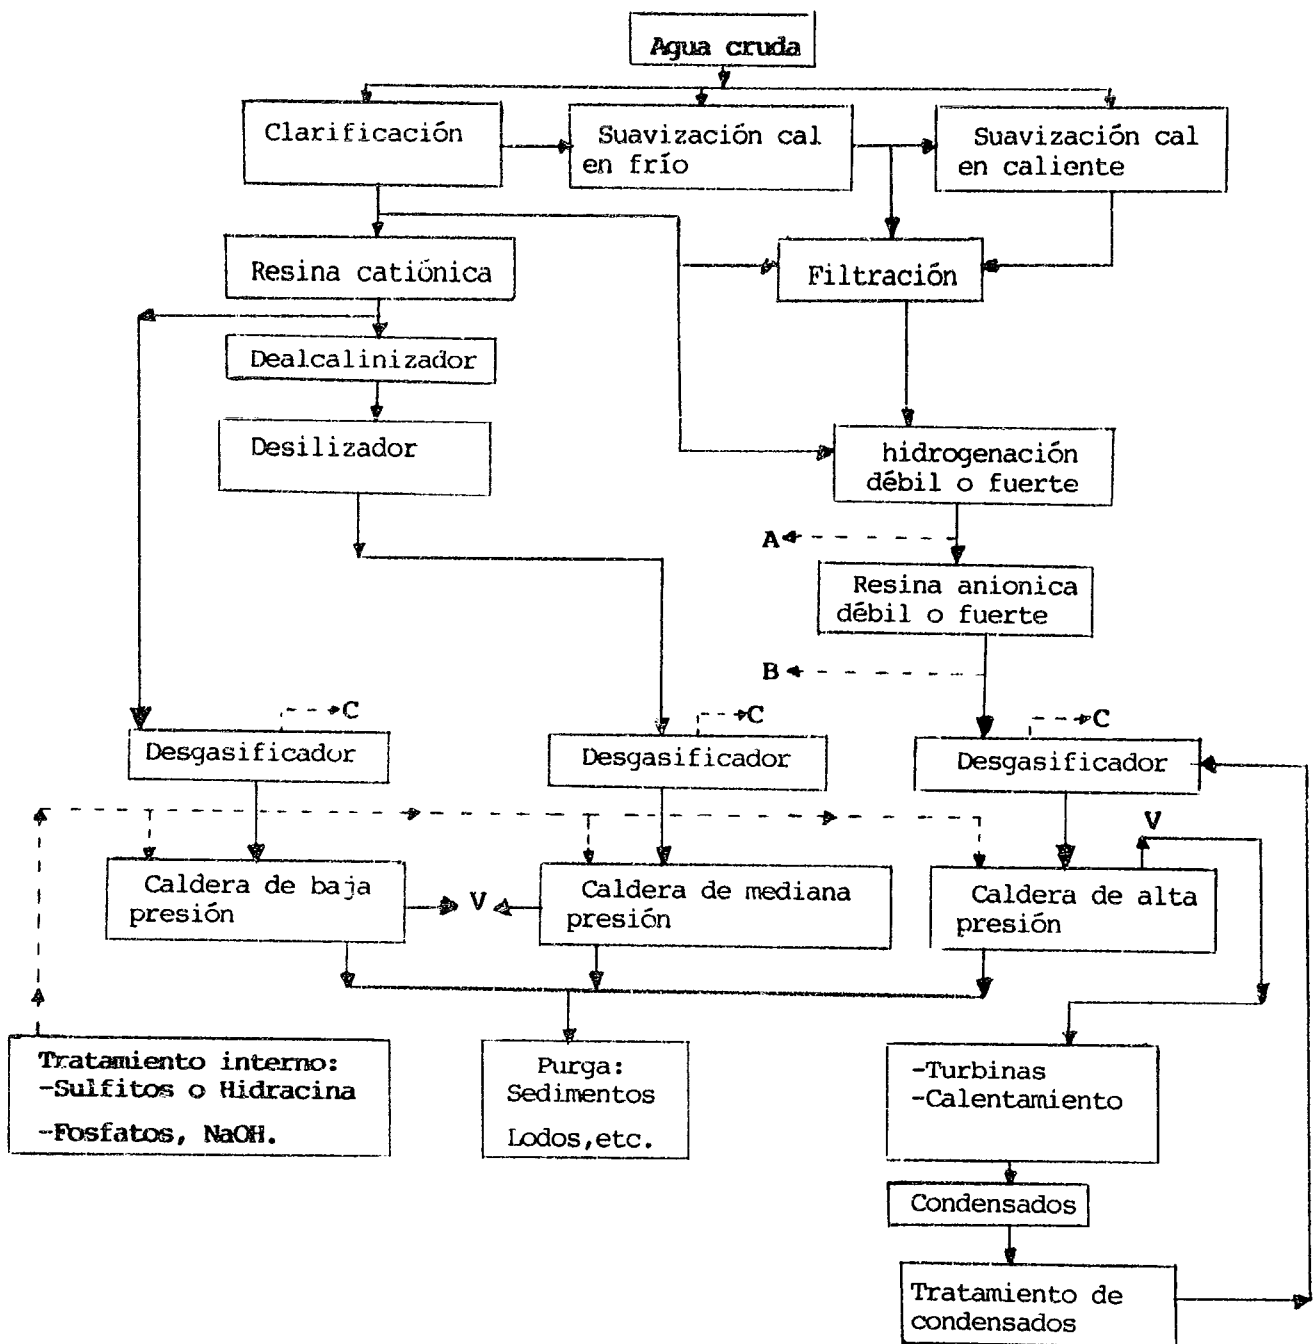 Agua cruda
Clarificación
Suavización cal
en frío
Suavización cal
en caliente
Resina catiónica
Filtración
Dealcalinizador
Desilizador
hidrogenación
débil o fuerte
A
Resina anionica
débil o fuerte
B
C
C
C
Desgasificador
Desgasificador
Desgasificador
V
Caldera de baja
presión
V
Caldera de mediana
presión
Caldera de alta
presión
Tratamiento interno:
-Sulfitos o Hidracina
-Fosfatos, NaOH.
Purga:
Sedimentos
Lodos,etc.
-Turbinas
-Calentamiento
Condensados
Tratamiento de
condensados